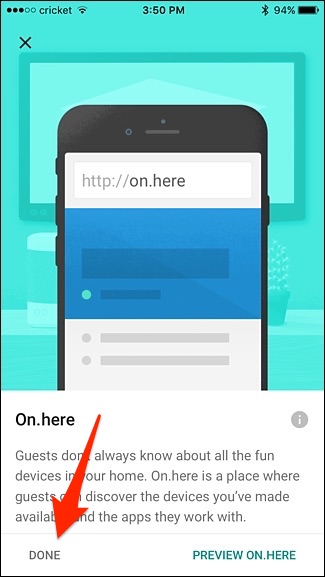 cricket 3:50 PM 94%
http://on.here
On.here
Guests don't always know about all the fun
devices in your home. On.here is a place where
guests can discover the devices you've made
available and the apps they work with.
DONE PREVIEW ON.HERE